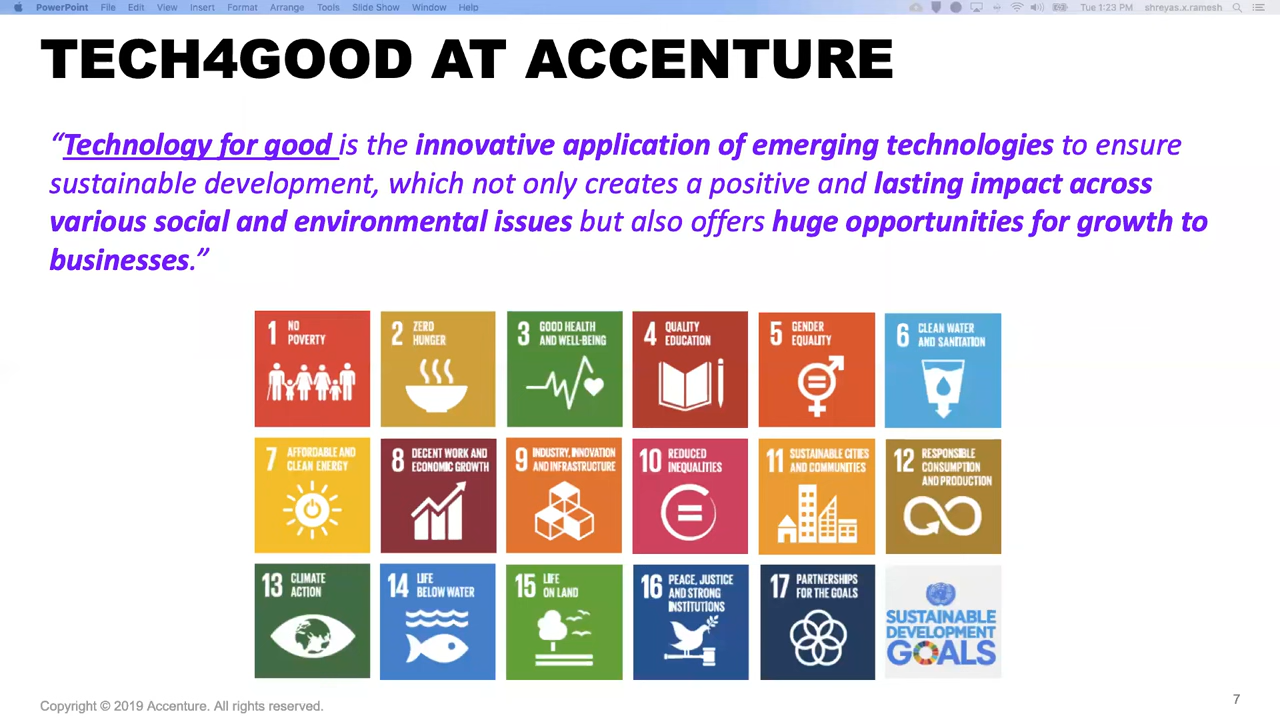 PowerPoint File Edit View Insert Format Arrange Tools Slide Show Window Help Tue 1:23 PM shreyas.x.ramesh
TECH4GOOD AT ACCENTURE
“Technology for good is the innovative application of emerging technologies to ensure
sustainable development, which not only creates a positive and lasting impact across
various social and environmental issues but also offers huge opportunities for growth to
businesses.”
1 NO
POVERTY
2 ZERO
HUNGER
3 GOOD HEALTH
AND WELL-BEING
4 QUALITY
EDUCATION
5 GENDER
EQUALITY
6 CLEAN WATER
AND SANITATION
7 AFFORDABLE AND
CLEAN ENERGY
8 DECENT WORK AND
ECONOMIC GROWTH
9 INDUSTRY, INNOVATION
AND INFRASTRUCTURE
10 REDUCED
INEQUALITIES
11 SUSTAINABLE CITIES
AND COMMUNITIES
12 RESPONSIBLE
CONSUMPTION
AND PRODUCTION
13 CLIMATE
ACTION
14 LIFE
BELOW WATER
15 LIFE
ON LAND
16 PEACE, JUSTICE
AND STRONG
INSTITUTIONS
17 PARTNERSHIPS
FOR THE GOALS
SUSTAINABLE
DEVELOPMENT
GOALS
Copyright © 2019 Accenture. All rights reserved.
7